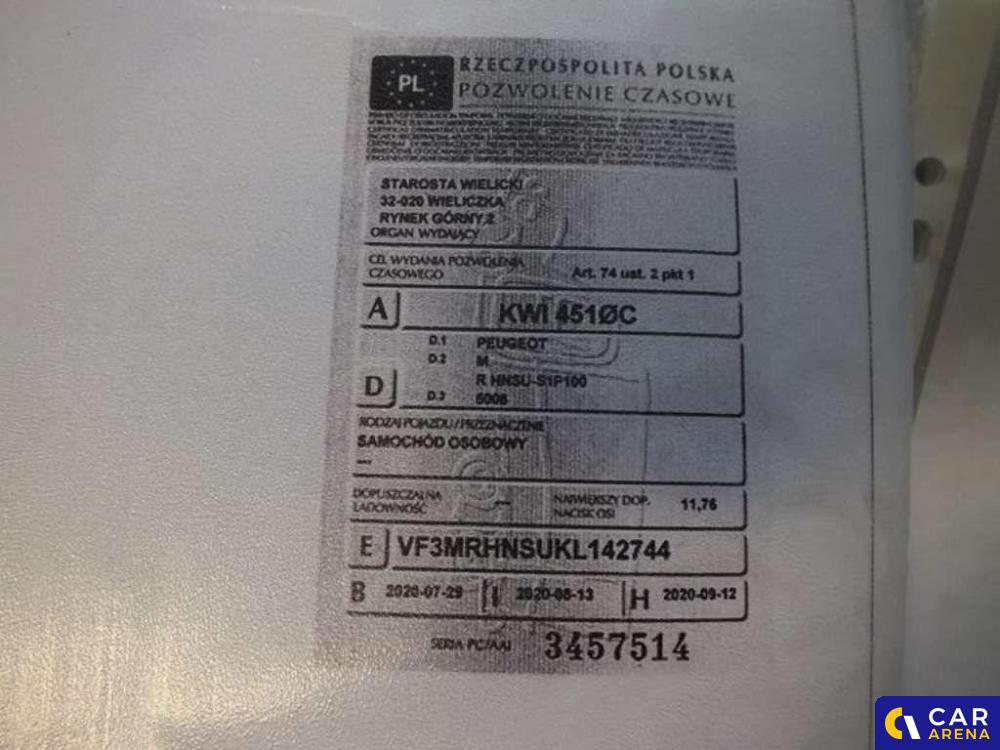 PL
RZECZPOSPOLITA POLSKA
POZWOLENIE CZASOWE
STAROSTA WIELICKI
32-020 WIELICZKA
RYNEK GÓRNY 2
ORGAN WYDAJĄCY
CEL WYDANIA POZWOLENIA
CZASOWEGO
Art. 74 ust. 2 pkt 1
A
KWI 451ØC
D.1 PEUGEOT
D.2 M
R HNSU-S1P100
D
D.3 5008
RODZAJ POJAZDU/PRZEZNACZENIE
SAMOCHÓD OSOBOWY
---
DOPUSZCZALNA
ŁADOWNOŚĆ
---
NAJWIĘKSZY DOP.
NACISK OSI
11,76
E VF3MRHNSUKL142744
B 2020-07-29 I 2020-08-13 H 2020-09-12
SERIA PC/AAI 3457514
CAR
ARENA